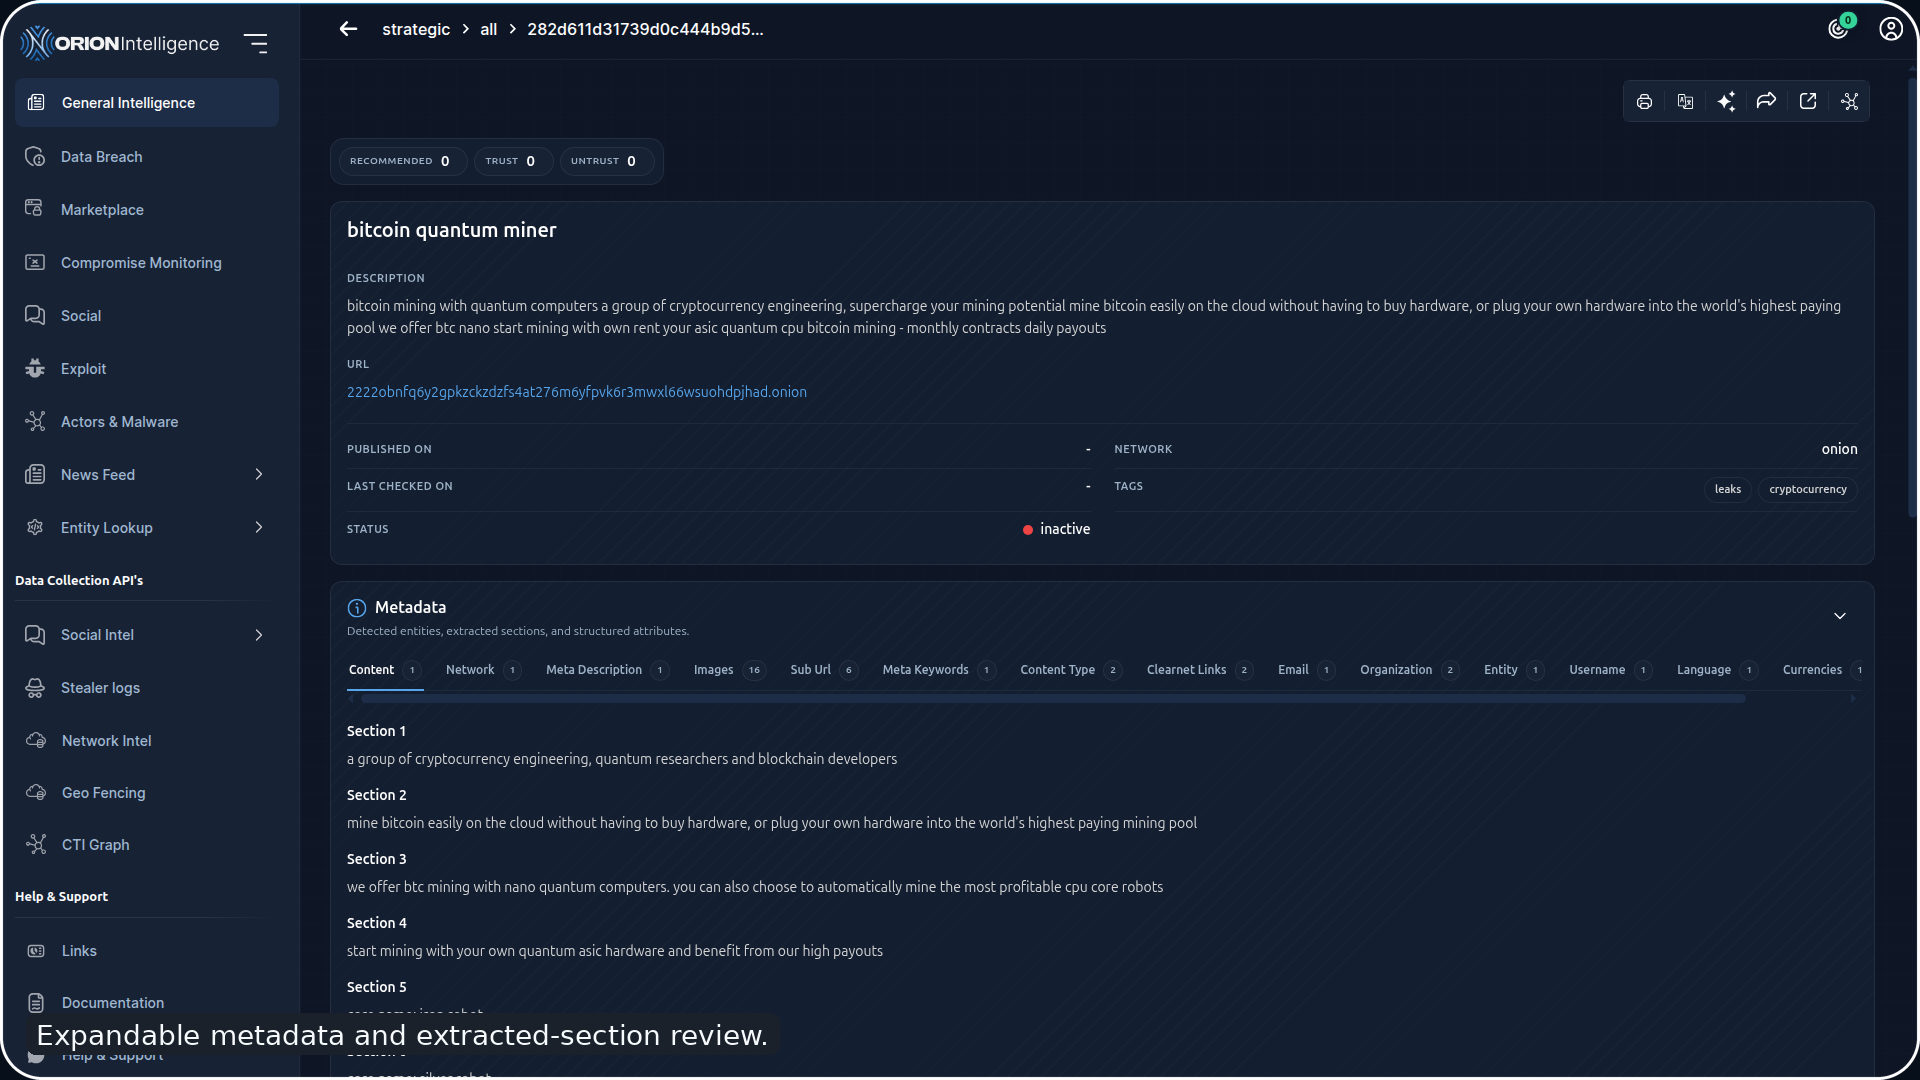 ORIONIntelligence
strategic > all > 282d611d31739d0c444b9d5...
0
General Intelligence
Data Breach
Marketplace
Compromise Monitoring
Social
Exploit
Actors & Malware
News Feed
Entity Lookup
Data Collection API's
Social Intel
Stealer logs
Network Intel
Geo Fencing
CTI Graph
Help & Support
Links
Documentation
Help & Support
RECOMMENDED 0 TRUST 0 UNTRUST 0
bitcoin quantum miner
DESCRIPTION
bitcoin mining with quantum computers a group of cryptocurrency engineering, supercharge your mining potential mine bitcoin easily on the cloud without having to buy hardware, or plug your own hardware into the world's highest paying
pool we offer btc nano start mining with own rent your asic quantum cpu bitcoin mining - monthly contracts daily payouts
URL
2222obnfq6y2gpkzckzdzfs4at276m6yfpvk6r3mwxl66wsuohdpjhad.onion
PUBLISHED ON -
NETWORK onion
LAST CHECKED ON -
TAGS leaks cryptocurrency
STATUS inactive
Metadata
Detected entities, extracted sections, and structured attributes.
Content 1 Network 1 Meta Description 1 Images 16 Sub Url 6 Meta Keywords 1 Content Type 2 Clearnet Links 2 Email 1 Organization 2 Entity 1 Username 1 Language 1 Currencies 1
Section 1
a group of cryptocurrency engineering, quantum researchers and blockchain developers
Section 2
mine bitcoin easily on the cloud without having to buy hardware, or plug your own hardware into the world's highest paying mining pool
Section 3
we offer btc mining with nano quantum computers. you can also choose to automatically mine the most profitable cpu core robots
Section 4
start mining with your own quantum asic hardware and benefit from our high payouts
Section 5
Expandable metadata and extracted-section review.